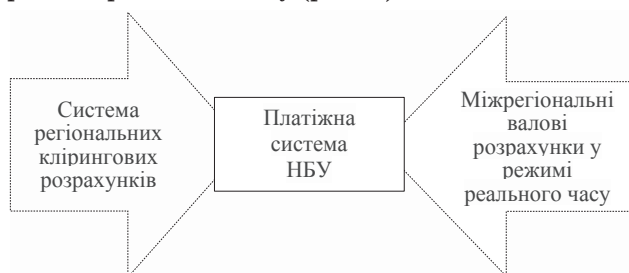 Система
регіональних
клірингових
розрахунків
Платіжна
система
НБУ
Міжрегіональні
валові
розрахунки у
режимі
реального часу